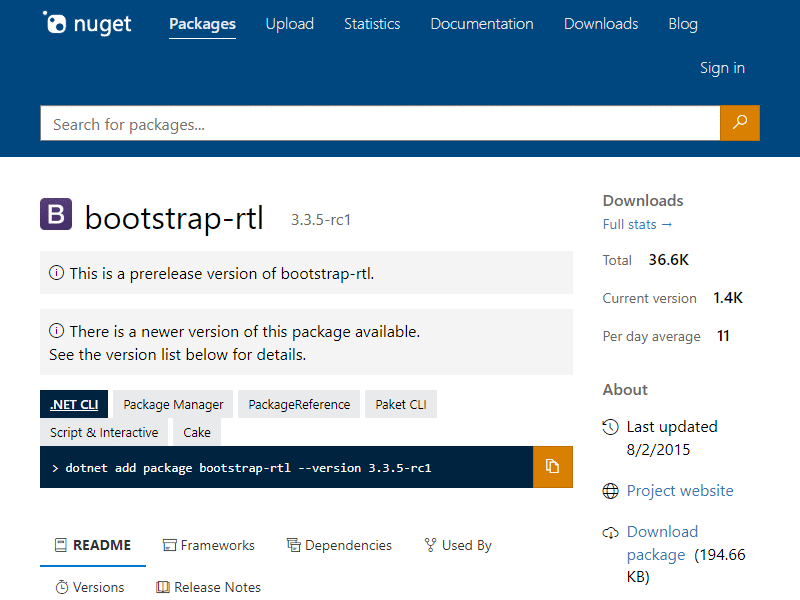 nuget
Packages Upload Statistics Documentation Downloads Blog
Sign in
Search for packages...
B bootstrap-rtl 3.3.5-rc1
This is a prerelease version of bootstrap-rtl.
There is a newer version of this package available.
See the version list below for details.
.NET CLI Package Manager PackageReference Paket CLI
Script & Interactive Cake
> dotnet add package bootstrap-rtl --version 3.3.5-rc1
README Frameworks Dependencies Used By
Versions Release Notes
Downloads
Full stats →
Total 36.6K
Current version 1.4K
Per day average 11
About
Last updated
8/2/2015
Project website
Download
package (194.66
KB)